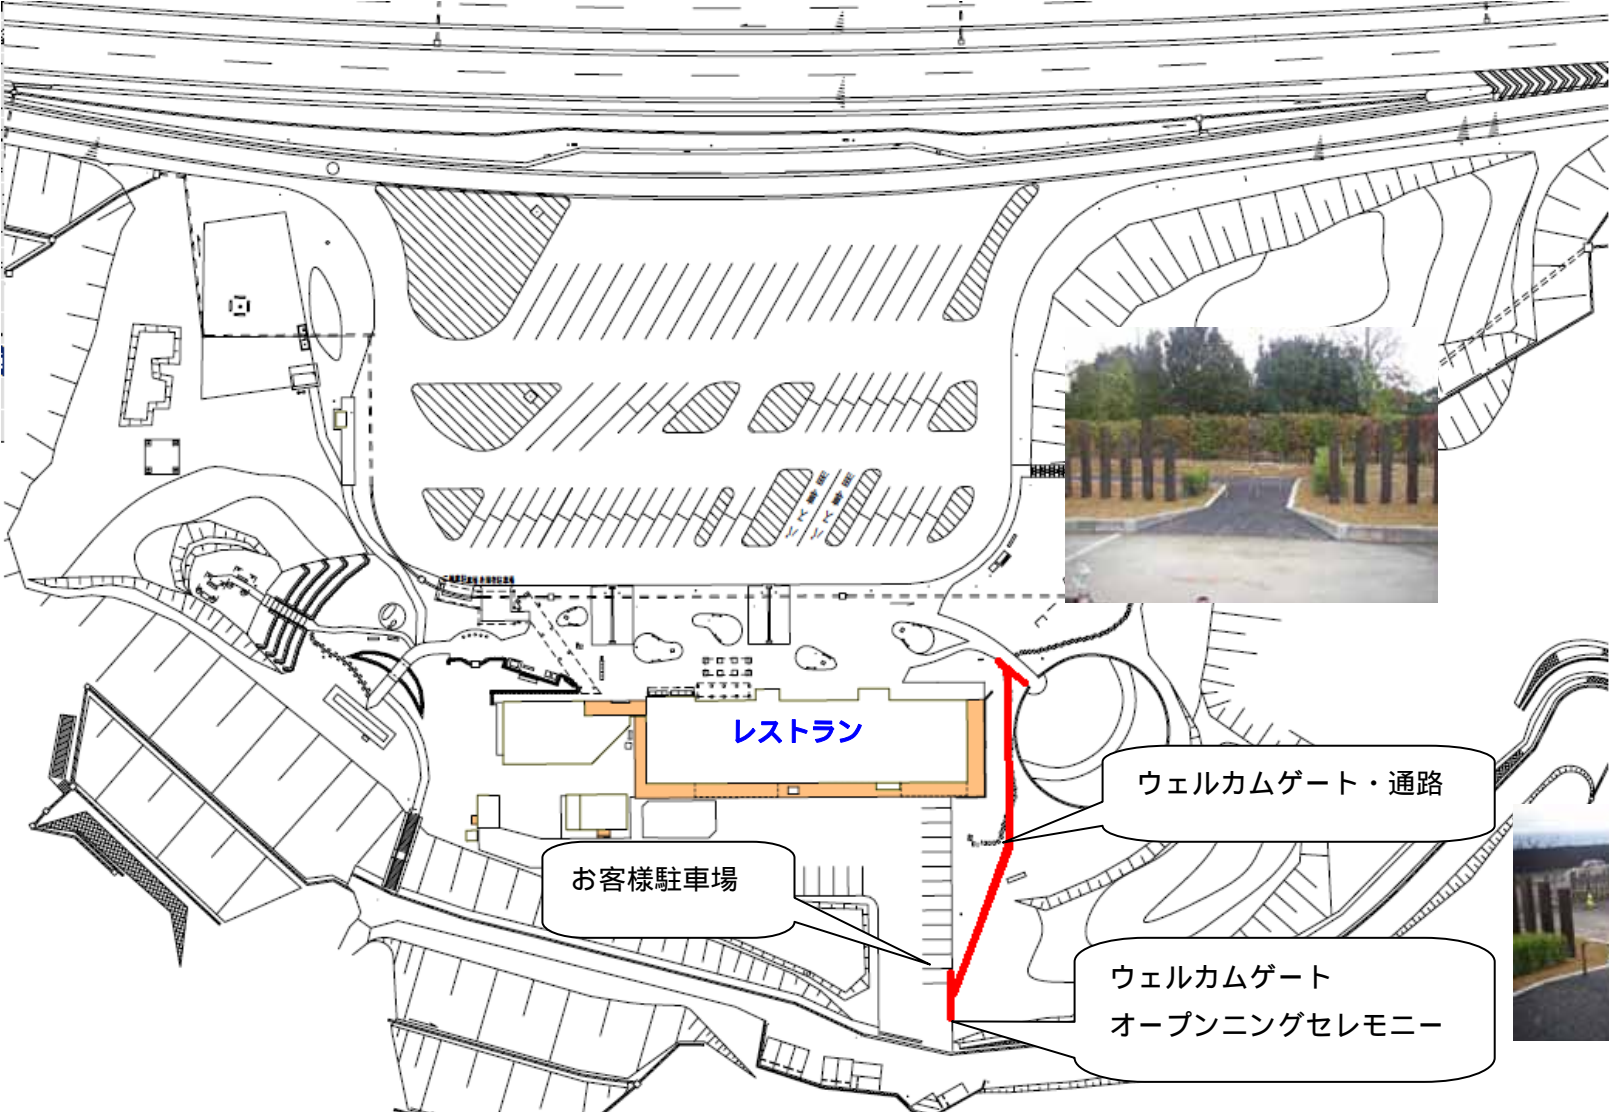 レストラン
ウェルカムゲート・通路
お客様駐車場
ウェルカムゲート
オープンニングセレモニー